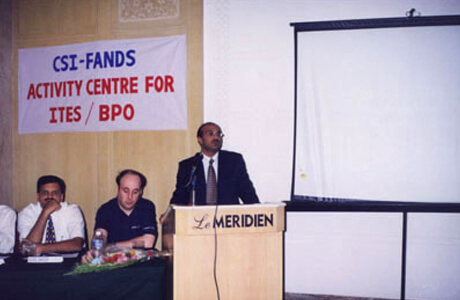 CSI-FANDS
ACTIVITY CENTRE FOR
ITES / BPO
Le MERIDIEN